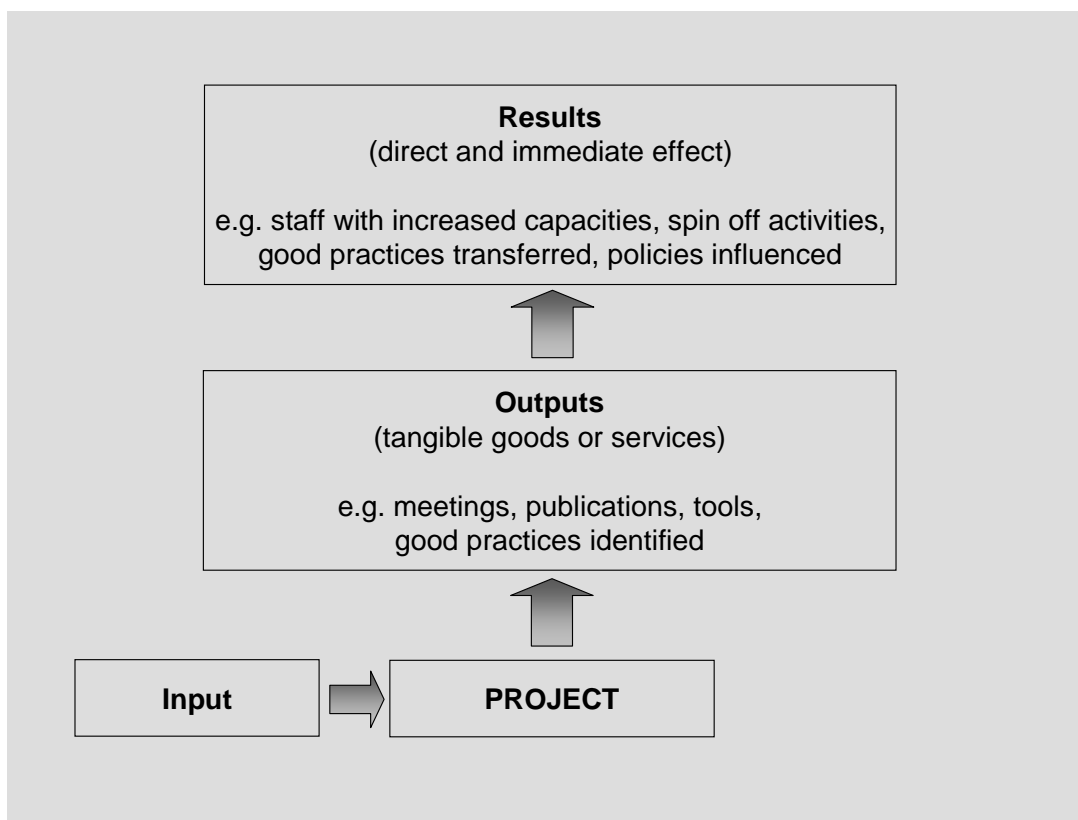 Results
(direct and immediate effect)
e.g. staff with increased capacities, spin off activities,
good practices transferred, policies influenced
Outputs
(tangible goods or services)
e.g. meetings, publications, tools,
good practices identified
Input
PROJECT